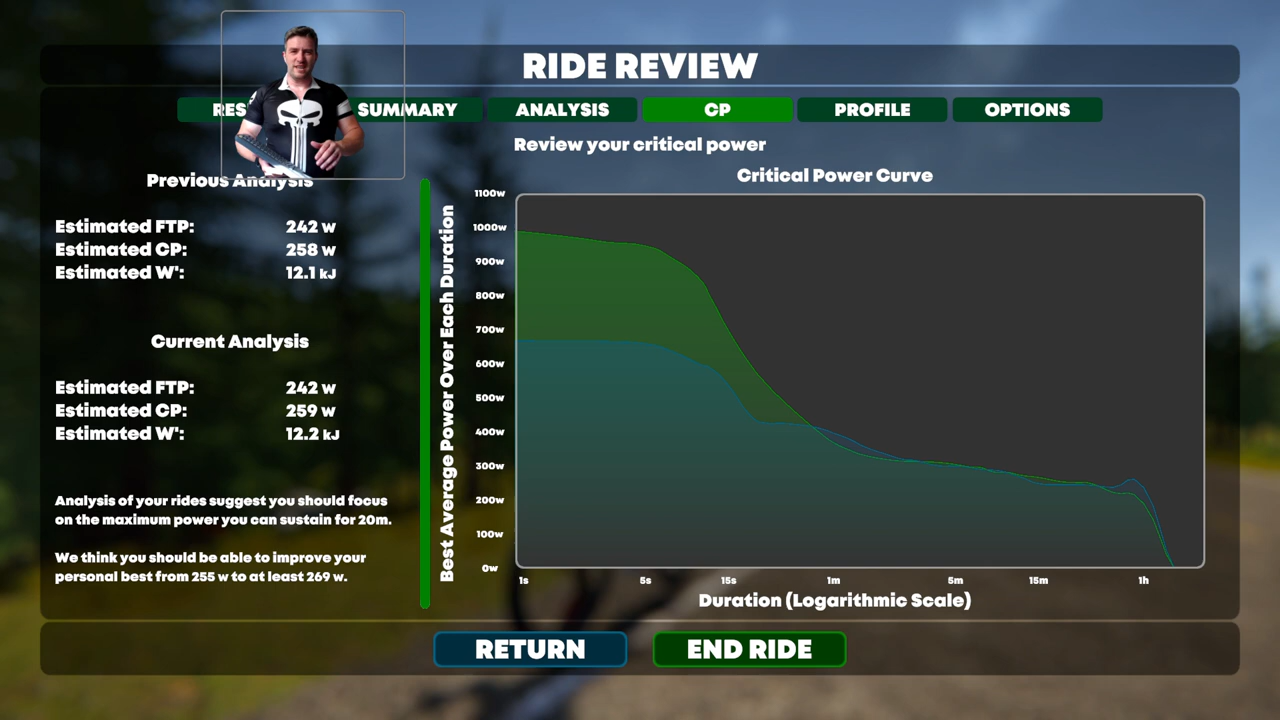 RIDE REVIEW
SUMMARY
ANALYSIS
CP
PROFILE
OPTIONS
Review your critical power
Previous Analysis
Estimated FTP: 242 w
Estimated CP: 258 w
Estimated W': 12.1 kJ
Current Analysis
Estimated FTP: 242 w
Estimated CP: 259 w
Estimated W': 12.2 kJ
Analysis of your rides suggest you should focus
on the maximum power you can sustain for 20m.
We think you should be able to improve your
personal best from 255 w to at least 269 w.
Critical Power Curve
Best Average Power Over Each Duration
1100w
1000w
900w
800w
700w
600w
500w
400w
300w
200w
100w
0w
1s 5s 15s 1m 5m 15m 1h
Duration (Logarithmic Scale)
RETURN
END RIDE